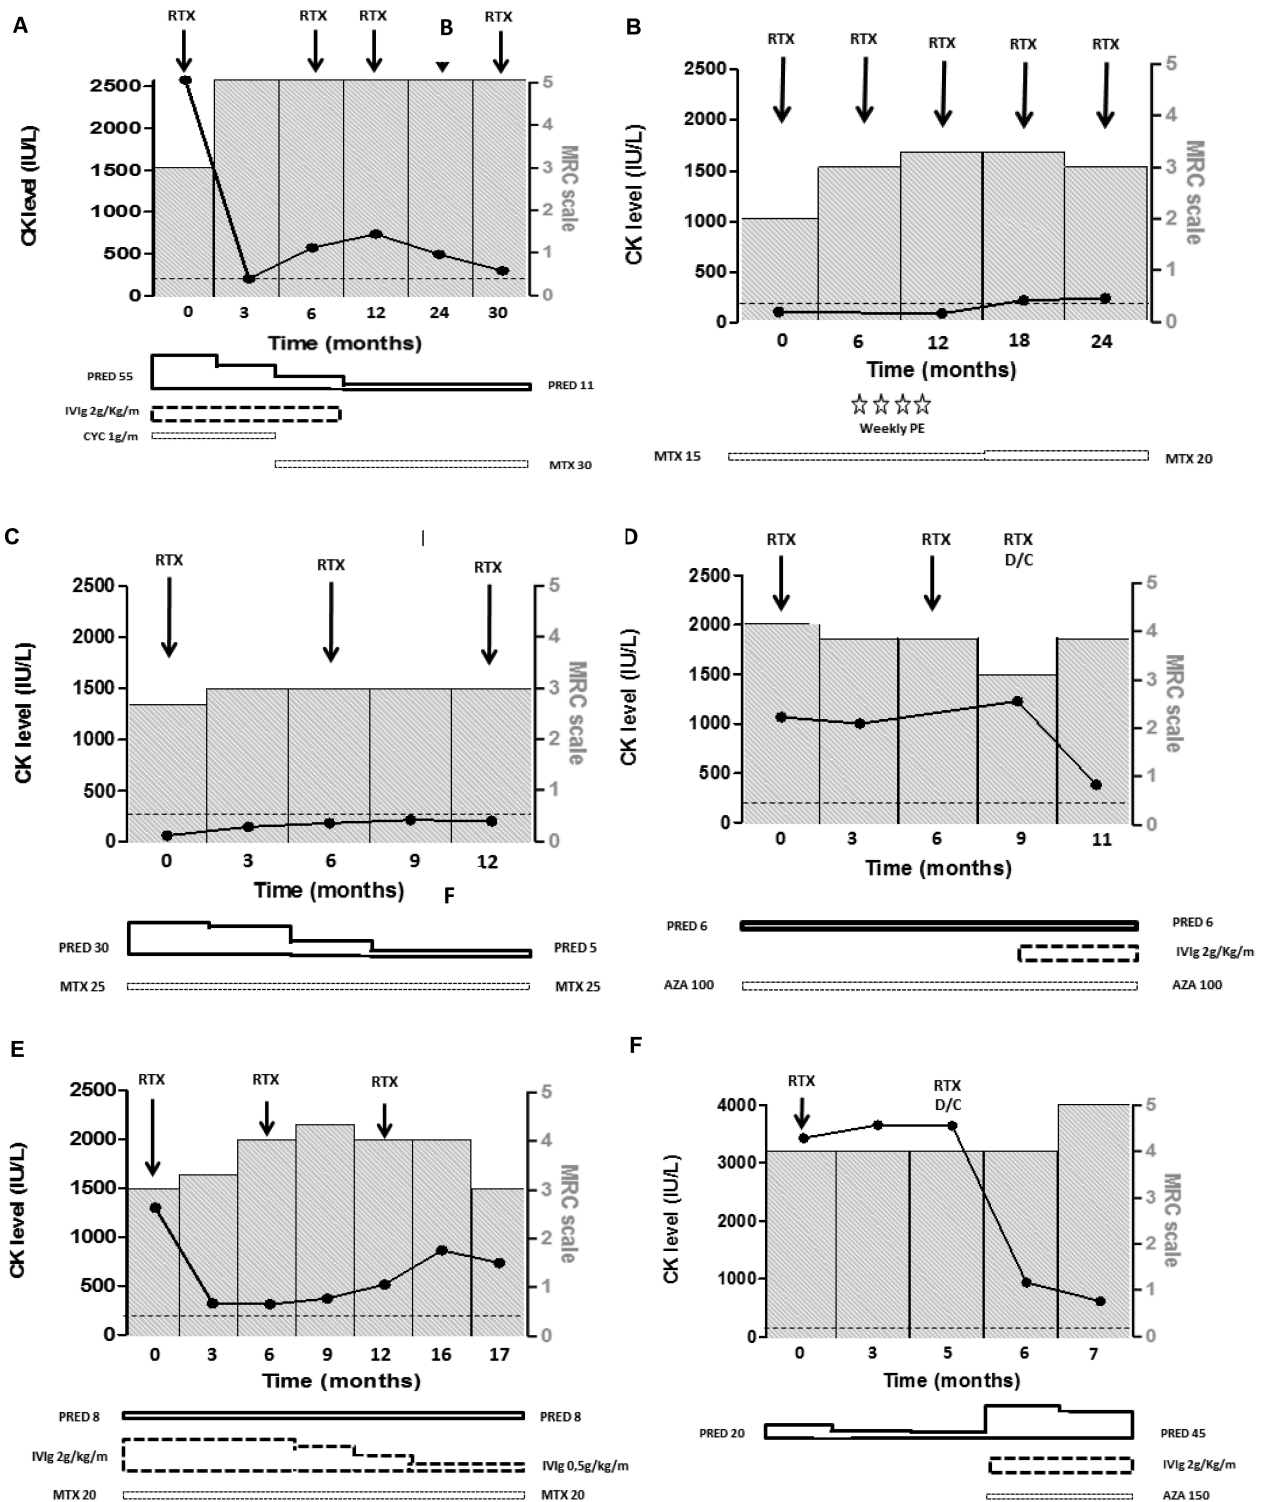 A
RTX
RTX
RTX
B
RTX
2500
2000
1500
1000
500
0
CK level (IU/L)
5
4
3
2
1
0
MRC scale
0 3 6 12 24 30
Time (months)
PRED 55
PRED 11
IVIg 2g/Kg/m
CYC 1g/m
MTX 30
B
RTX
RTX
RTX
RTX
RTX
2500
2000
1500
1000
500
0
CK level (IU/L)
5
4
3
2
1
0
MRC scale
0 6 12 18 24
Time (months)
Weekly PE
MTX 15
MTX 20
C
RTX
RTX
RTX
2500
2000
1500
1000
500
0
CK level (IU/L)
5
4
3
2
1
0
MRC scale
0 3 6 9 12
Time (months)
F
PRED 30
PRED 5
MTX 25
MTX 25
D
RTX
RTX
RTX
D/C
2500
2000
1500
1000
500
0
CK level (IU/L)
5
4
3
2
1
0
MRC scale
0 3 6 9 11
Time (months)
PRED 6
PRED 6
IVIg 2g/Kg/m
AZA 100
AZA 100
E
RTX
RTX
RTX
2500
2000
1500
1000
500
0
CK level (IU/L)
5
4
3
2
1
0
MRC scale
0 3 6 9 12 16 17
Time (months)
PRED 8
PRED 8
IVIg 2g/kg/m
IVIg 0,5g/kg/m
MTX 20
MTX 20
F
RTX
RTX
D/C
4000
3000
2000
1000
0
CK level (IU/L)
5
4
3
2
1
0
MRC scale
0 3 5 6 7
Time (months)
PRED 20
PRED 45
IVIg 2g/Kg/m
AZA 150